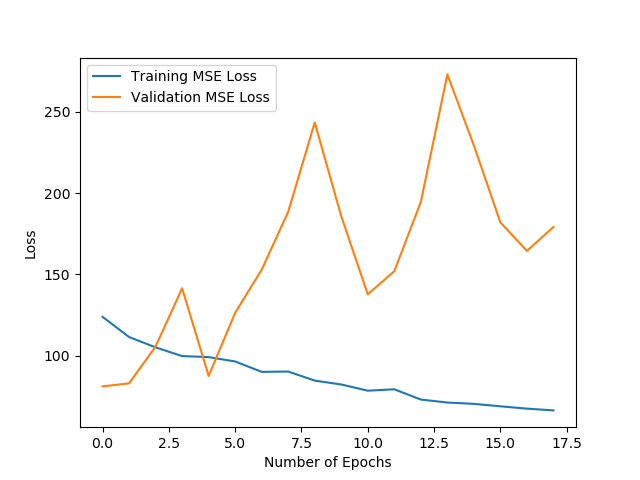 Training MSE Loss
Validation MSE Loss
250
200
150
100
Loss
0.0 2.5 5.0 7.5 10.0 12.5 15.0 17.5
Number of Epochs